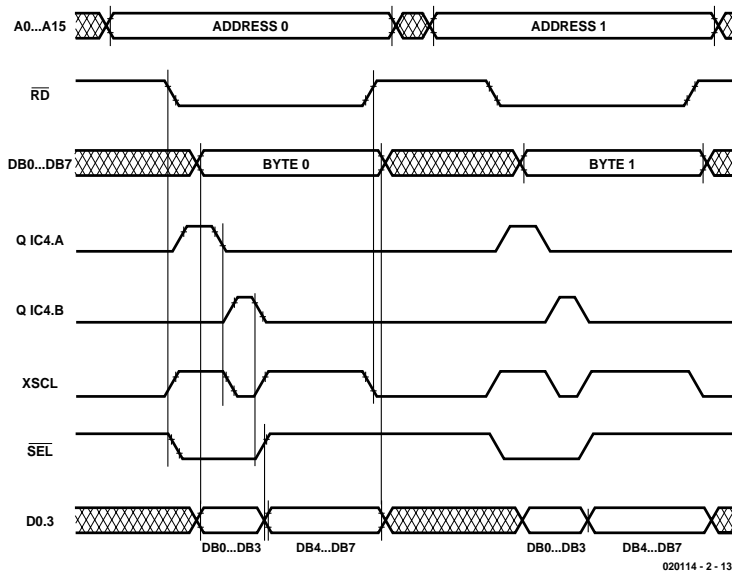 A0...A15 ADDRESS 0 ADDRESS 1
RD
DB0...DB7 BYTE 0 BYTE 1
Q IC4.A
Q IC4.B
XSCL
SEL
D0.3
DB0...DB3 DB4...DB7 DB0...DB3 DB4...DB7
020114 - 2 - 13